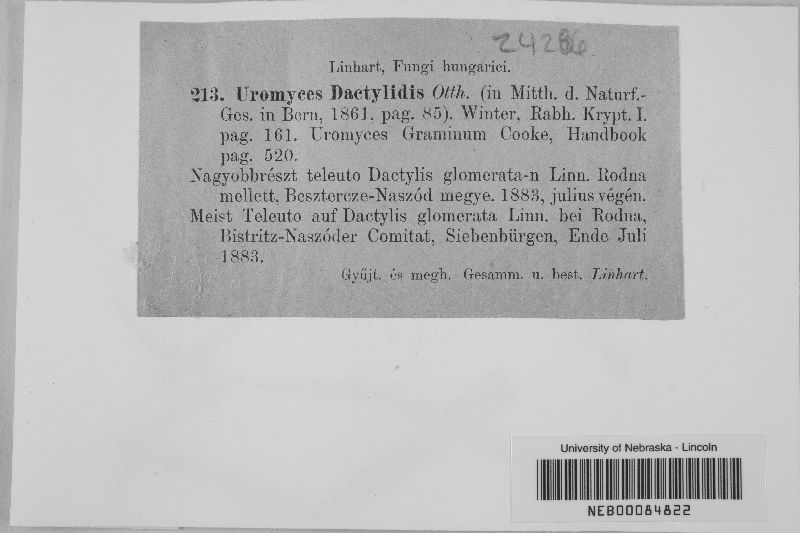 24286
Linhart, Fungi hungarici.
213. Uromyces Dactylidis Otth. (in Mitth. d. Naturf.-
Ges. in Bern, 1861, pag. 85). Winter, Rabh. Krypt. I.
pag. 161. Uromyces Graminum Cooke, Handbook
pag. 520.
Nagyobbrészt teleuto Dactylis glomerata-n Linn. Rodna
mellett, Besztercze-Naszód megye. 1883, julius végén.
Meist Teleuto auf Dactylis glomerata Linn. bei Rodna,
Bistritz-Naszóder Comitat, Siebenbürgen, Ende Juli
1883.
Gyűjt. és megh. Gesamm. u. best. Linhart.
University of Nebraska - Lincoln
NEB00084822